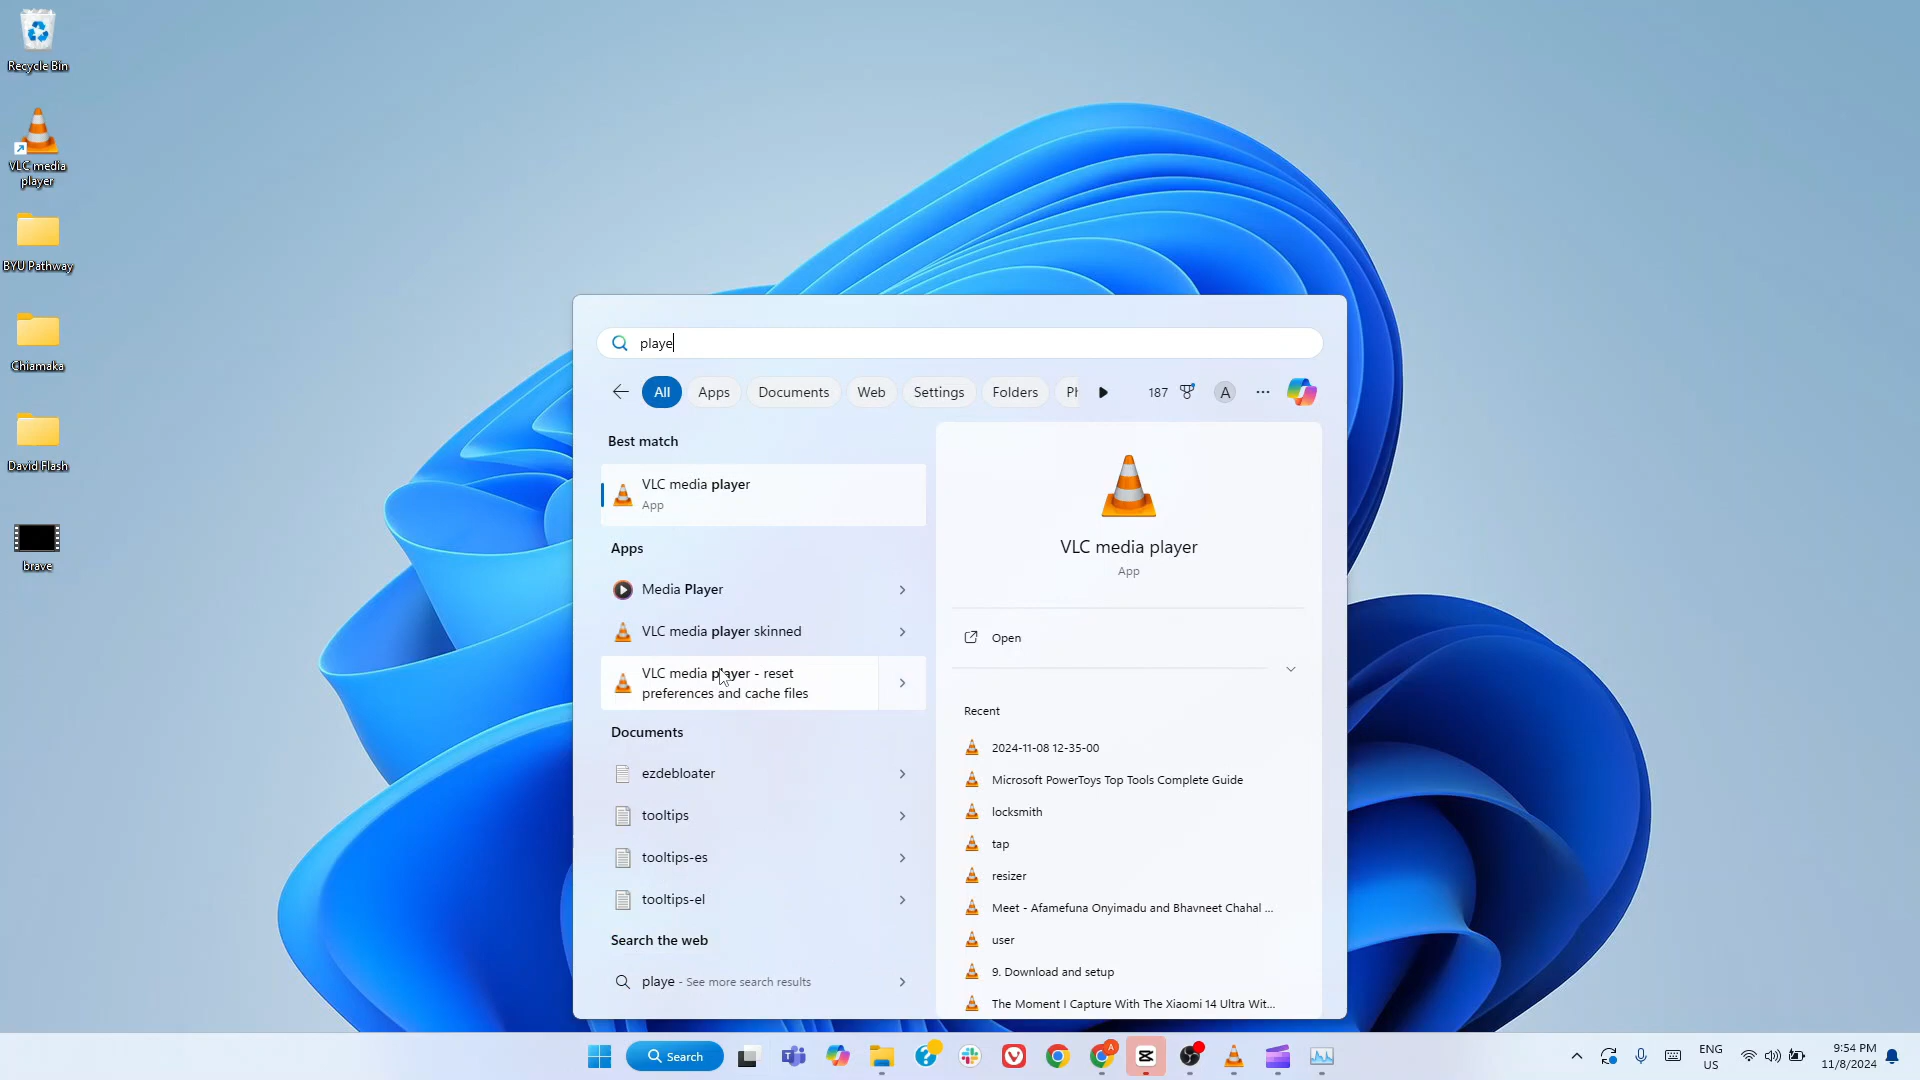 Recycle Bin
VLC media
player
BYU Pathway
Chiamaka
David Flash
brave
playe
All
Apps
Documents
Web
Settings
Folders
187
A
Best match
VLC media player
App
Apps
Media Player
VLC media player skinned
VLC media player - reset
preferences and cache files
Documents
ezdebloater
tooltips
tooltips-es
tooltips-el
Search the web
playe - See more search results
VLC media player
App
Open
Recent
2024-11-08 12-35-00
Microsoft PowerToys Top Tools Complete Guide
locksmith
tap
resizer
Meet - Afamefuna Onyimadu and Bhavneet Chahal ...
user
9. Download and setup
The Moment I Capture With The Xiaomi 14 Ultra Wit...
Search
A
ENG
US
9:54 PM
11/8/2024